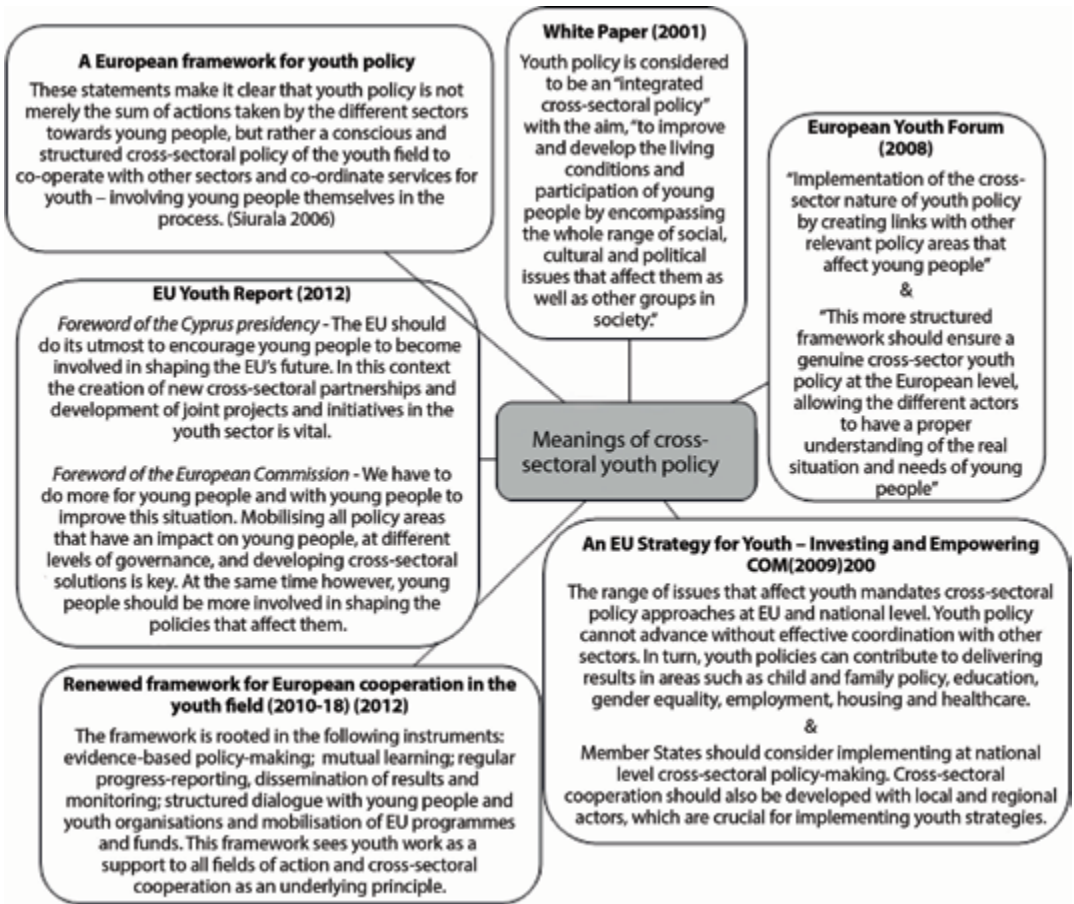 A European framework for youth policy
These statements make it clear that youth policy is not
merely the sum of actions taken by the different sectors
towards young people, but rather a conscious and
structured cross-sectoral policy of the youth field to
co-operate with other sectors and co-ordinate services for
youth – involving young people themselves in the
process. (Siurala 2006)
White Paper (2001)
Youth policy is considered
to be an "integrated
cross-sectoral policy"
with the aim, "to improve
and develop the living
conditions and
participation of young
people by encompassing
the whole range of social,
cultural and political
issues that affect them as
well as other groups in
society."
European Youth Forum
(2008)
"Implementation of the cross-
sector nature of youth policy
by creating links with other
relevant policy areas that
affect young people"
&
"This more structured
framework should ensure a
genuine cross-sector youth
policy at the European level,
allowing the different actors
to have a proper
understanding of the real
situation and needs of young
people"
EU Youth Report (2012)
Foreword of the Cyprus presidency - The EU should
do its utmost to encourage young people to become
involved in shaping the EU's future. In this context
the creation of new cross-sectoral partnerships and
development of joint projects and initiatives in the
youth sector is vital.
Foreword of the European Commission - We have to
do more for young people and with young people to
improve this situation. Mobilising all policy areas
that have an impact on young people, at different
levels of governance, and developing cross-sectoral
solutions is key. At the same time however, young
people should be more involved in shaping the
policies that affect them.
Meanings of cross-
sectoral youth policy
An EU Strategy for Youth – Investing and Empowering
COM(2009)200
The range of issues that affect youth mandates cross-sectoral
policy approaches at EU and national level. Youth policy
cannot advance without effective coordination with other
sectors. In turn, youth policies can contribute to delivering
results in areas such as child and family policy, education,
gender equality, employment, housing and healthcare.
&
Member States should consider implementing at national
level cross-sectoral policy-making. Cross-sectoral
cooperation should also be developed with local and regional
actors, which are crucial for implementing youth strategies.
Renewed framework for European cooperation in the
youth field (2010-18) (2012)
The framework is rooted in the following instruments:
evidence-based policy-making; mutual learning; regular
progress-reporting, dissemination of results and
monitoring; structured dialogue with young people and
youth organisations and mobilisation of EU programmes
and funds. This framework sees youth work as a
support to all fields of action and cross-sectoral
cooperation as an underlying principle.